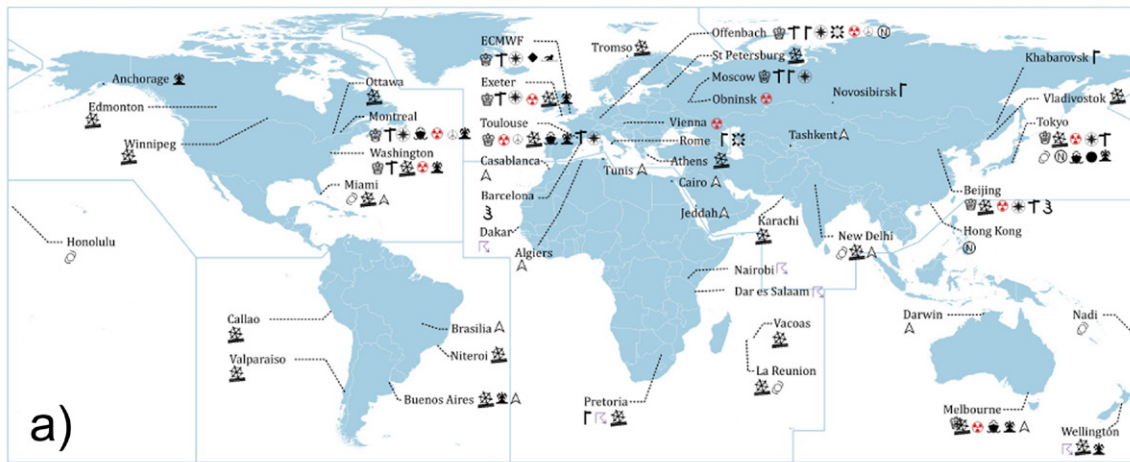 Offenbach
ECMWF
Tromso
St Petersburg
Khabarovsk
Anchorage
Ottawa
Exeter
Moscow
Novosibirsk
Vladivostok
Edmonton
Obninsk
Montreal
Toulouse
Vienna
Tashkent
Tokyo
Winnipeg
Washington
Rome
Casablanca
Athens
Tunis
Miami
Cairo
Beijing
Barcelona
Jeddah
Karachi
Honolulu
Dakar
New Delhi
Hong Kong
Algiers
Nairobi
Dar es Salaam
Callao
Brasilia
Vacoas
Darwin
Nadi
Niteroi
Valparaiso
La Reunion
Buenos Aires
Pretoria
Melbourne
Wellington
a)